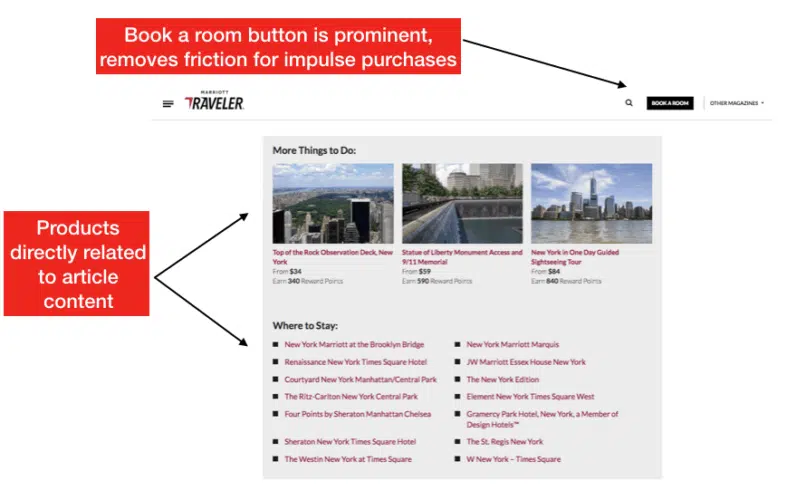 Book a room button is prominent,
removes friction for impulse purchases
MARRIOTT
TRAVELER.
BOOK A ROOM
OTHER MAGAZINES
More Things to Do:
Top of the Rock Observation Deck, New
York
From $34
Earn 340 Reward Points
Statue of Liberty Monument Access and
9/11 Memorial
From $59
Earn 590 Reward Points
New York in One Day Guided
Sightseeing Tour
From $84
Earn 840 Reward Points
Products
directly related
to article
content
Where to Stay:
New York Marriott at the Brooklyn Bridge
Renaissance New York Times Square Hotel
Courtyard New York Manhattan/Central Park
The Ritz-Carlton New York Central Park
Four Points by Sheraton Manhattan Chelsea
Sheraton New York Times Square Hotel
The Westin New York at Times Square
New York Marriott Marquis
JW Marriott Essex House New York
The New York Edition
Element New York Times Square West
Gramercy Park Hotel, New York, a Member of
Design Hotels™
The St. Regis New York
W New York – Times Square